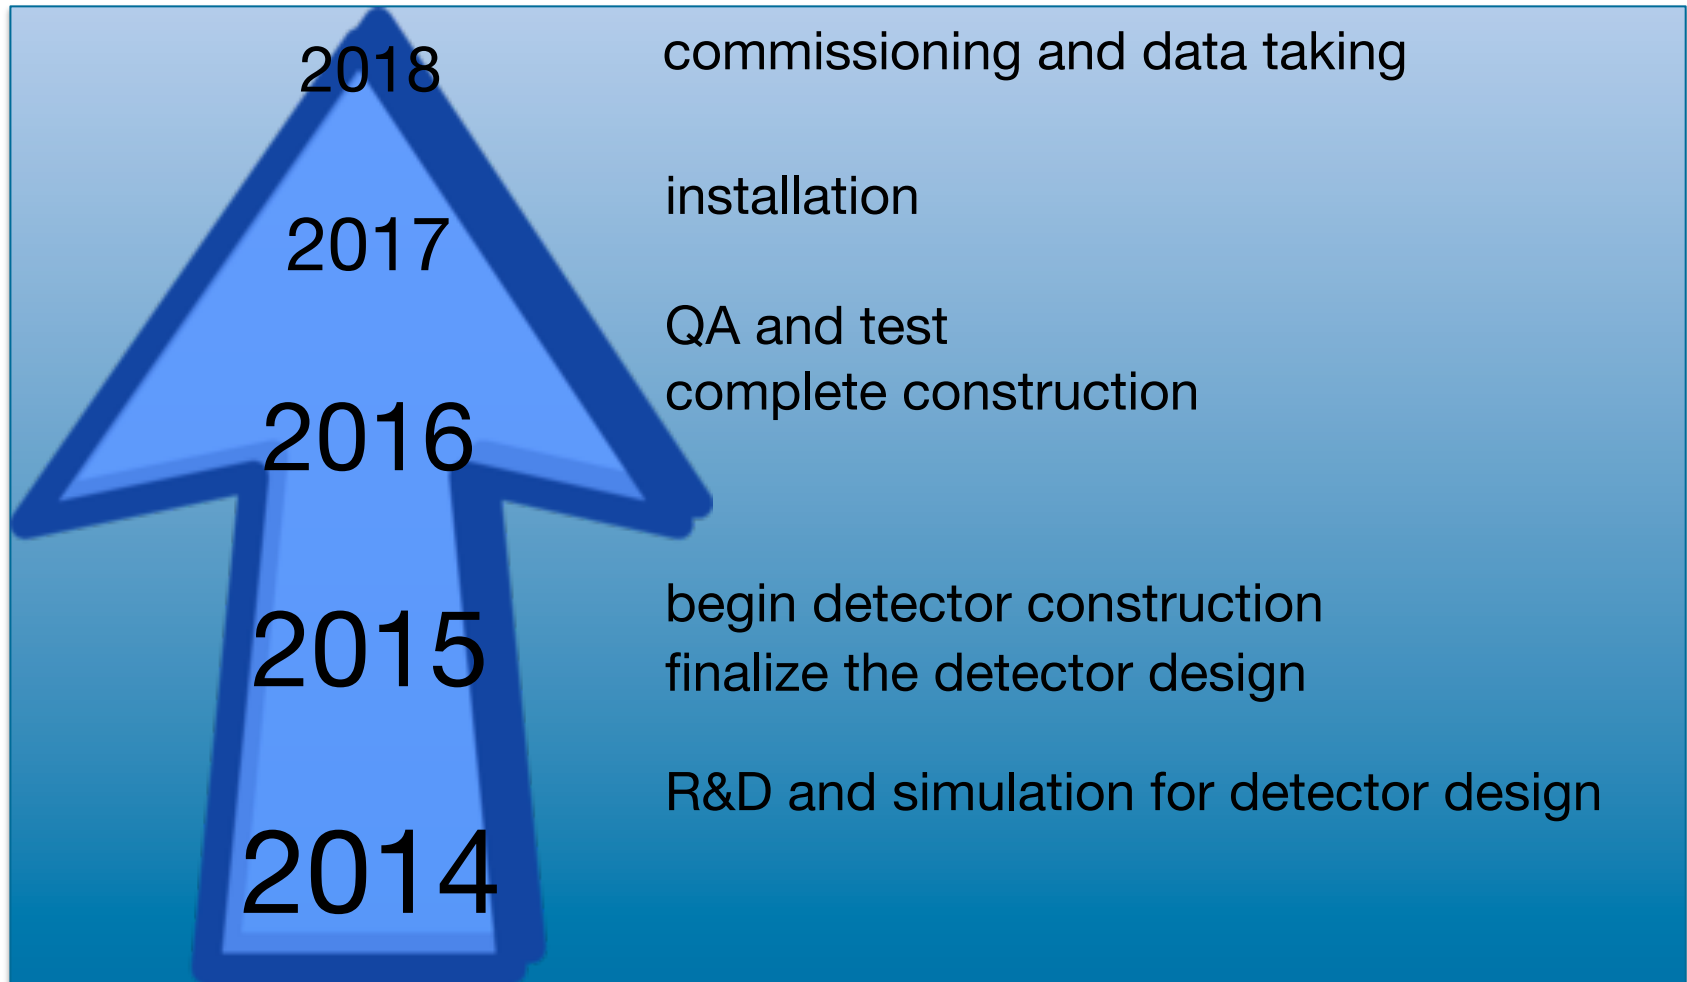 2018
commissioning and data taking
installation
2017
QA and test
complete construction
2016
begin detector construction
2015
finalize the detector design
R&D and simulation for detector design
2014